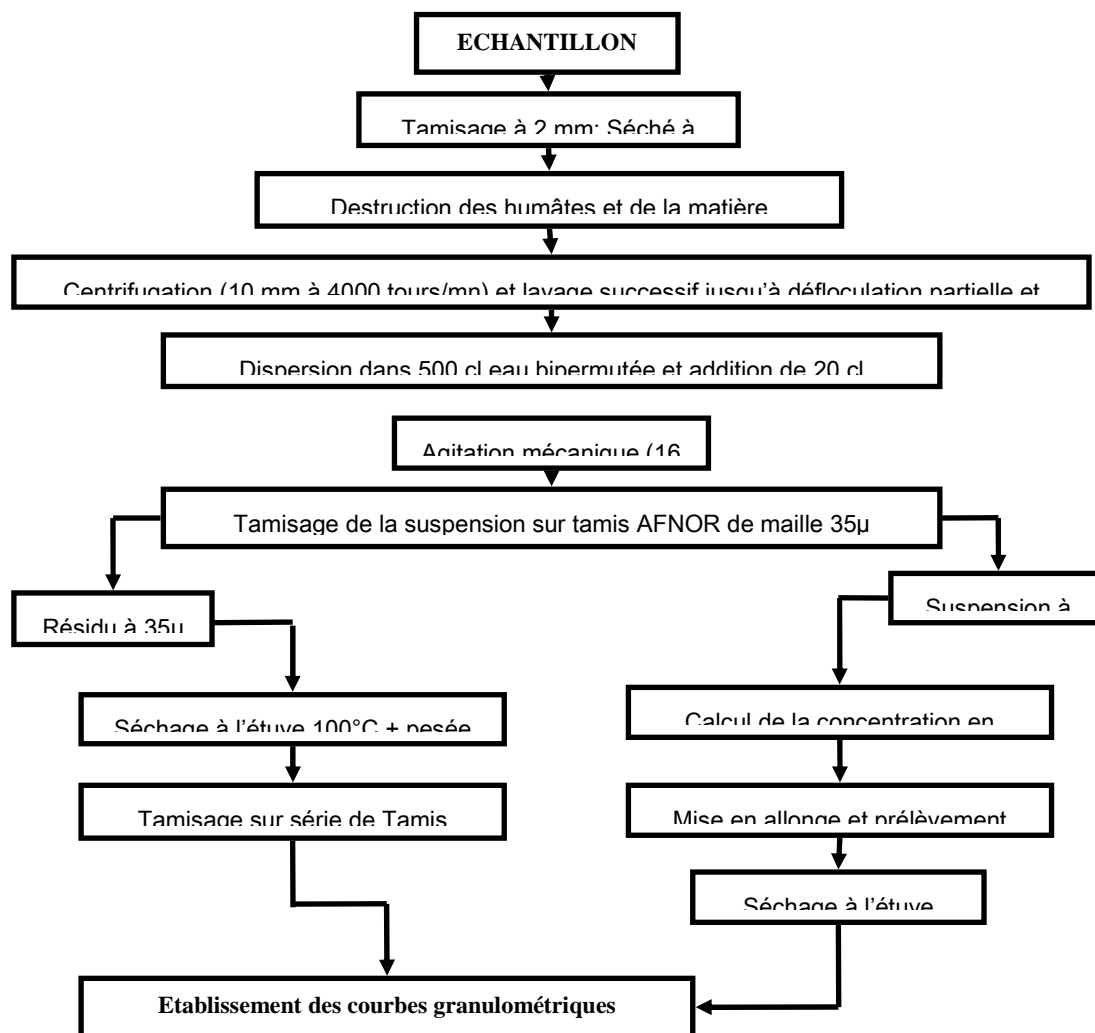 ECHANTILLON
Tamisage à 2 mm: Séché à
Destruction des humâtes et de la matière
Centrifugation (10 mm à 4000 tours/mn) et lavage successif jusqu'à défloculation partielle et
Dispersion dans 500 cl eau bipermutée et addition de 20 cl
Agitation mécanique (16
Tamisage de la suspension sur tamis AFNOR de maille 35µ
Résidu à 35µ
Suspension à
Séchage à l'étuve 100°C + pesée
Calcul de la concentration en
Tamisage sur série de Tamis
Mise en allonge et prélèvement
Séchage à l'étuve
Etablissement des courbes granulométriques